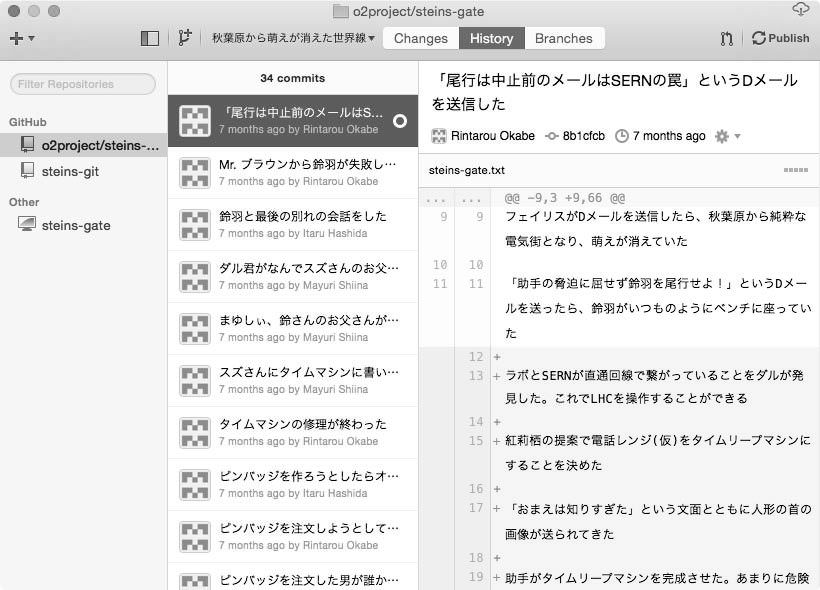 o2project/steins-gate
秋葉原から萌えが消えた世界線
Changes
History
Branches
Publish
Filter Repositories
GitHub
o2project/steins-...
steins-git
Other
steins-gate
34 commits
「尾行は中止前のメールはS...
7 months ago by Rintarou Okabe
Mr. ブラウンから鈴羽が失敗し…
7 months ago by Rintarou Okabe
鈴羽と最後の別れの会話をした
7 months ago by Itaru Hashida
ダル君がなんでスズさんのお父…
7 months ago by Mayuri Shiina
まゆしぃ、鈴さんのお父さんが…
7 months ago by Mayuri Shiina
スズさんにタイムマシンに書い…
7 months ago by Mayuri Shiina
タイムマシンの修理が終わった
7 months ago by Rintarou Okabe
ピンバッジを作ろうとしたらオ…
7 months ago by Itaru Hashida
ピンバッジを注文しようとして…
7 months ago by Rintarou Okabe
ピンバッジを注文した男が誰か…
「尾行は中止前のメールはSERNの罠」というDメール
を送信した
Rintarou Okabe 8b1cfcb 7 months ago
steins-gate.txt
... ... @@ -9,3 +9,66 @@
9 9 フェイリスがDメールを送信したら、秋葉原から純粋な
電気街となり、萌えが消えていた
10 10
11 11 「助手の脅迫に屈せず鈴羽を尾行せよ！」というDメー
ルを送ったら、鈴羽がいつものようにベンチに座ってい
た
12 +
13 + ラボとSERNが直通回線で繋がっていることをダルが発
見した。これでLHCを操作することができる
14 +
15 + 紅莉栖の提案で電話レンジ(仮)をタイムリープマシンに
することを決めた
16 +
17 + 「おまえは知りすぎた」という文面とともに人形の首の
画像が送られてきた
18 +
19 + 助手がタイムリープマシンを完成させた。あまりに危険